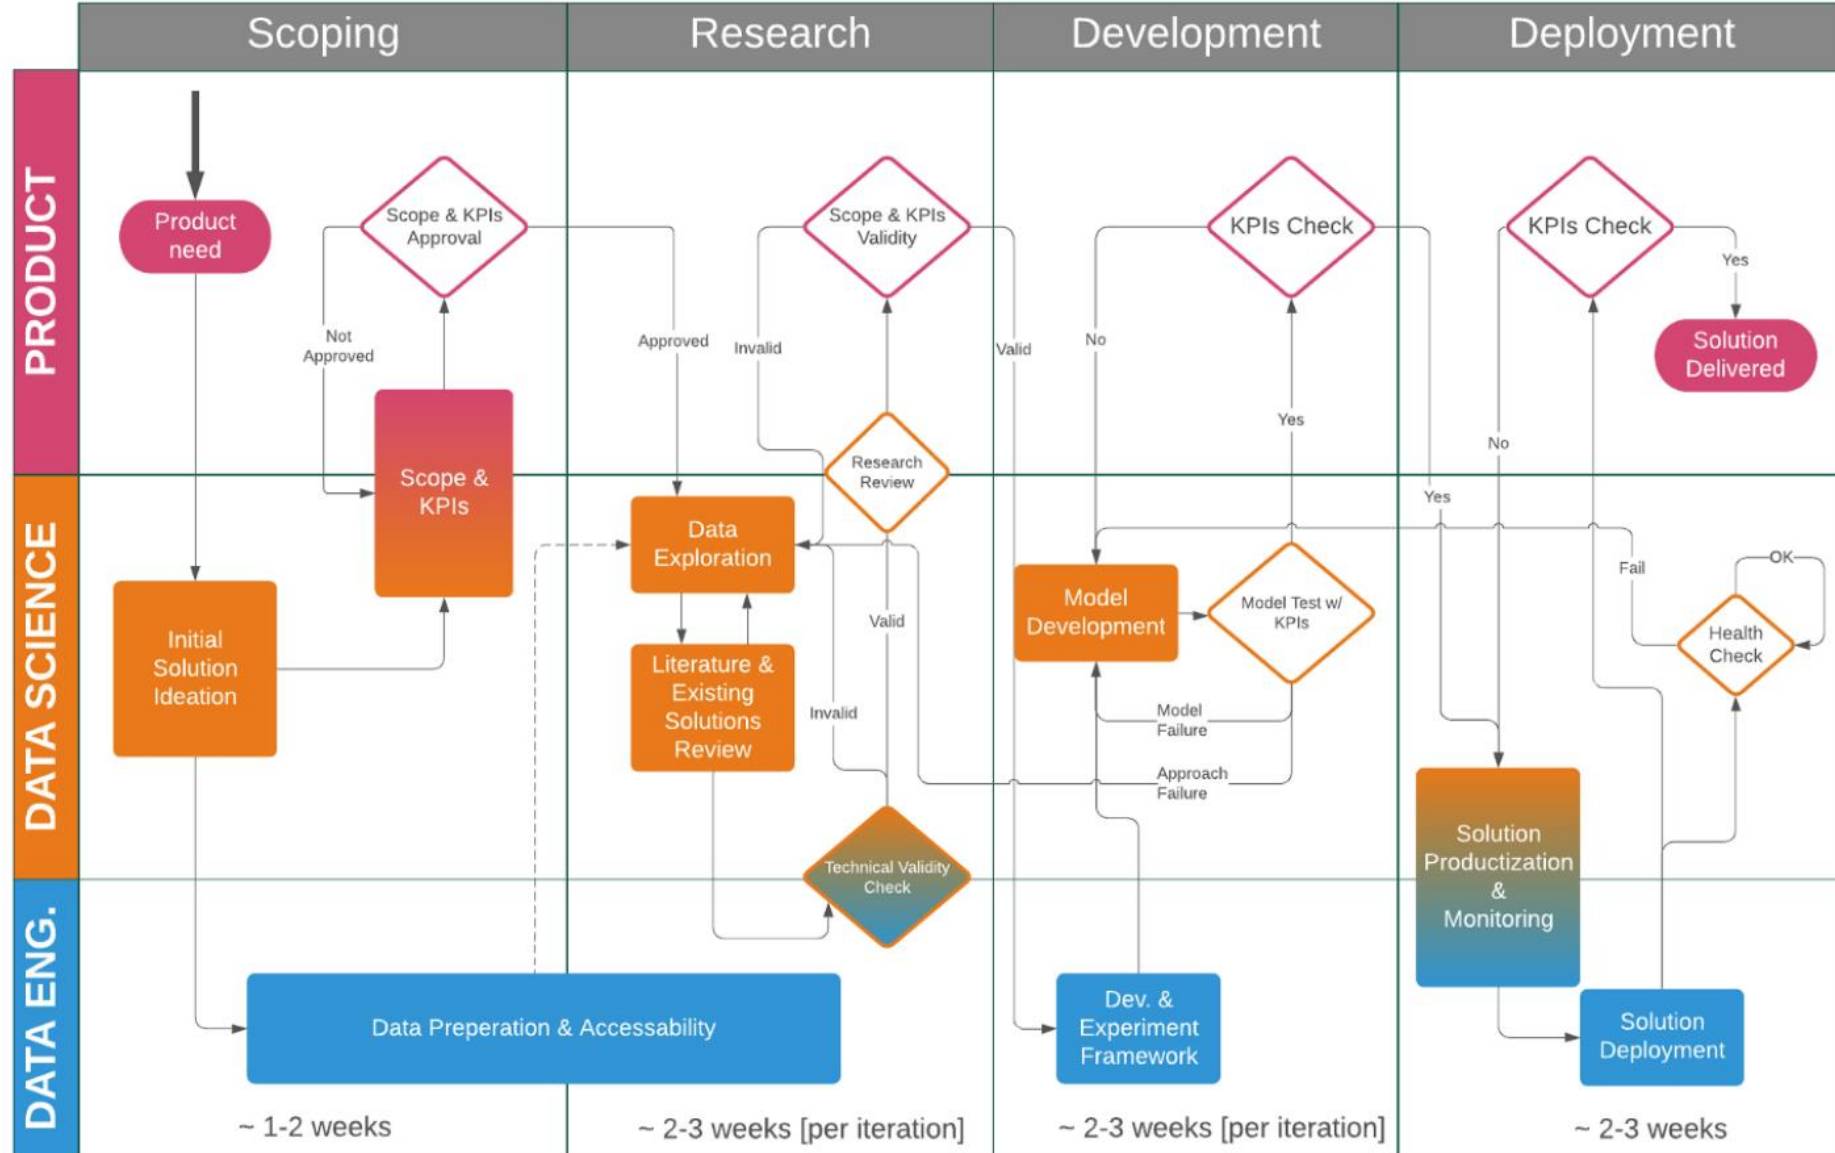 Scoping
Research
Development
Deployment
PRODUCT
Product
need
Scope & KPIs
Approval
Not
Approved
Approved
Scope &
KPIs
Scope & KPIs
Validity
Invalid
Valid
Research
Review
KPIs Check
No
Yes
KPIs Check
Yes
No
Solution
Delivered
Yes
DATA SCIENCE
Initial
Solution
Ideation
Data
Exploration
Literature &
Existing
Solutions
Review
Valid
Invalid
Technical Validity
Check
Model
Development
Model Test w/
KPIs
Model
Failure
Approach
Failure
Fail
OK
Health
Check
Solution
Productization
&
Monitoring
DATA ENG.
Data Preperation & Accessability
Dev. &
Experiment
Framework
Solution
Deployment
~ 1-2 weeks
~ 2-3 weeks [per iteration]
~ 2-3 weeks [per iteration]
~ 2-3 weeks